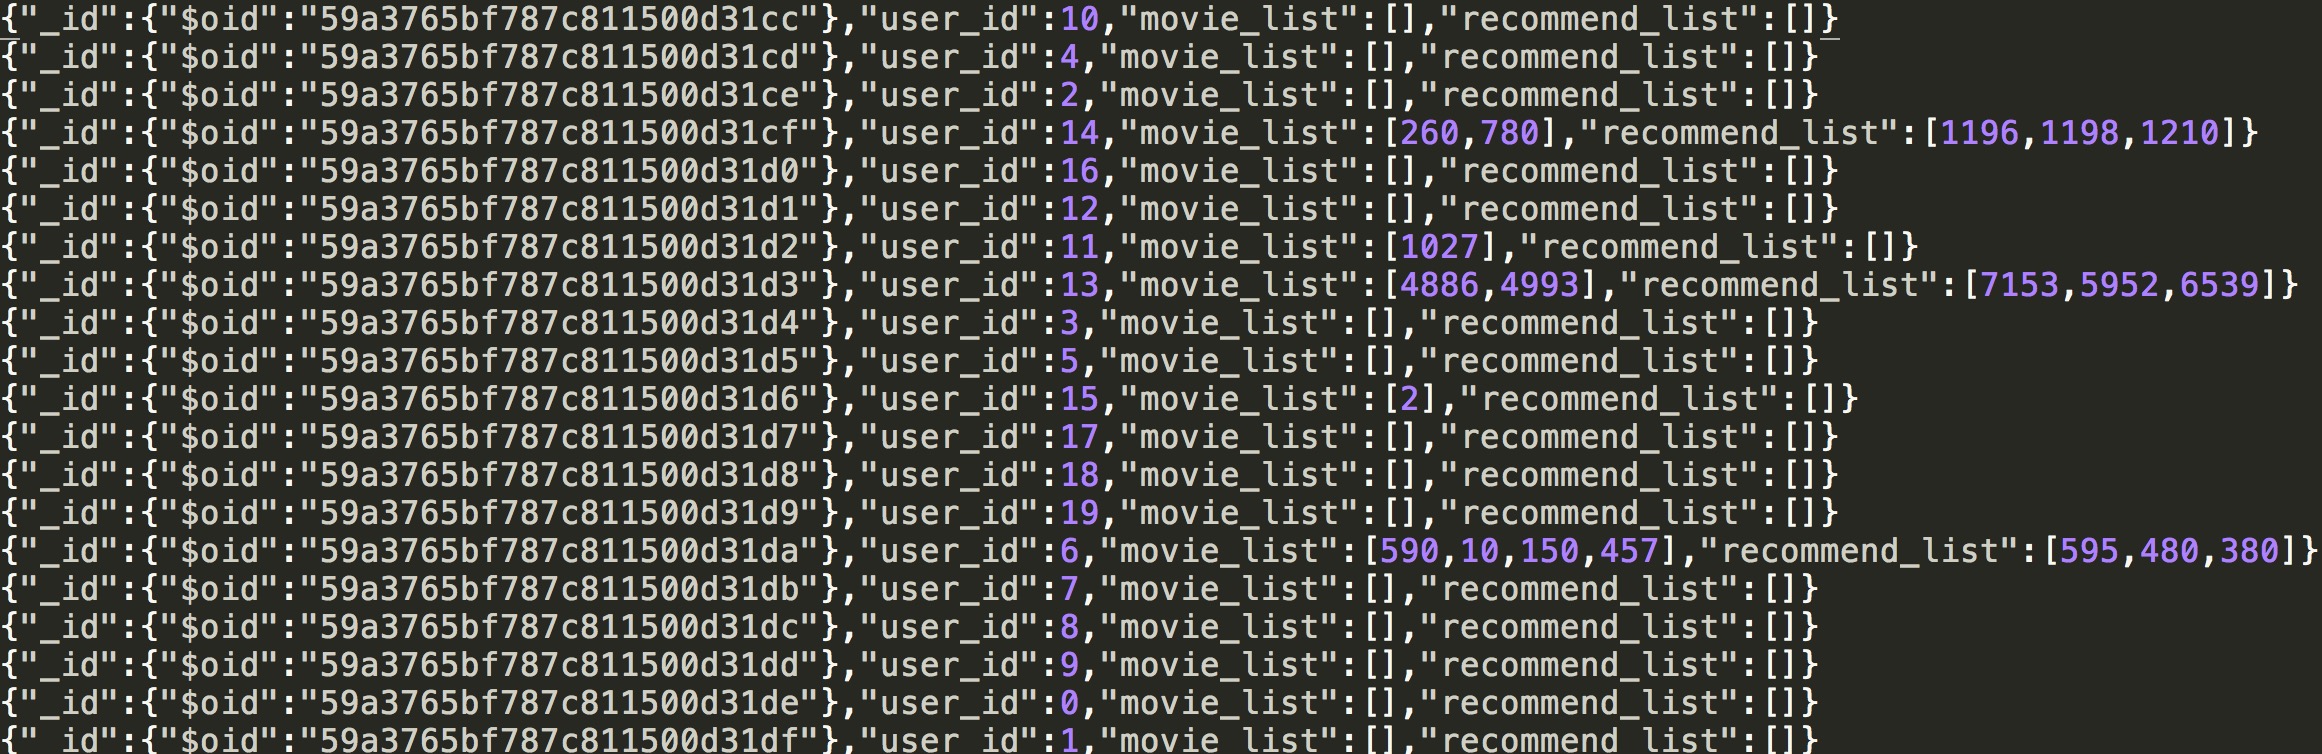 {"_id":{"$oid":"59a3765bf787c811500d31cc"},"user_id":10,"movie_list":[],"recommend_list":[]}
{"_id":{"$oid":"59a3765bf787c811500d31cd"},"user_id":4,"movie_list":[],"recommend_list":[]}
{"_id":{"$oid":"59a3765bf787c811500d31ce"},"user_id":2,"movie_list":[],"recommend_list":[]}
{"_id":{"$oid":"59a3765bf787c811500d31cf"},"user_id":14,"movie_list":[260,780],"recommend_list":[1196,1198,1210]}
{"_id":{"$oid":"59a3765bf787c811500d31d0"},"user_id":16,"movie_list":[],"recommend_list":[]}
{"_id":{"$oid":"59a3765bf787c811500d31d1"},"user_id":12,"movie_list":[],"recommend_list":[]}
{"_id":{"$oid":"59a3765bf787c811500d31d2"},"user_id":11,"movie_list":[1027],"recommend_list":[]}
{"_id":{"$oid":"59a3765bf787c811500d31d3"},"user_id":13,"movie_list":[4886,4993],"recommend_list":[7153,5952,6539]}
{"_id":{"$oid":"59a3765bf787c811500d31d4"},"user_id":3,"movie_list":[],"recommend_list":[]}
{"_id":{"$oid":"59a3765bf787c811500d31d5"},"user_id":5,"movie_list":[],"recommend_list":[]}
{"_id":{"$oid":"59a3765bf787c811500d31d6"},"user_id":15,"movie_list":[2],"recommend_list":[]}
{"_id":{"$oid":"59a3765bf787c811500d31d7"},"user_id":17,"movie_list":[],"recommend_list":[]}
{"_id":{"$oid":"59a3765bf787c811500d31d8"},"user_id":18,"movie_list":[],"recommend_list":[]}
{"_id":{"$oid":"59a3765bf787c811500d31d9"},"user_id":19,"movie_list":[],"recommend_list":[]}
{"_id":{"$oid":"59a3765bf787c811500d31da"},"user_id":6,"movie_list":[590,10,150,457],"recommend_list":[595,480,380]}
{"_id":{"$oid":"59a3765bf787c811500d31db"},"user_id":7,"movie_list":[],"recommend_list":[]}
{"_id":{"$oid":"59a3765bf787c811500d31dc"},"user_id":8,"movie_list":[],"recommend_list":[]}
{"_id":{"$oid":"59a3765bf787c811500d31dd"},"user_id":9,"movie_list":[],"recommend_list":[]}
{"_id":{"$oid":"59a3765bf787c811500d31de"},"user_id":0,"movie_list":[],"recommend_list":[]}
{"_id":{"$oid":"59a3765bf787c811500d31df"},"user_id":1,"movie_list":[],"recommend_list":[]}